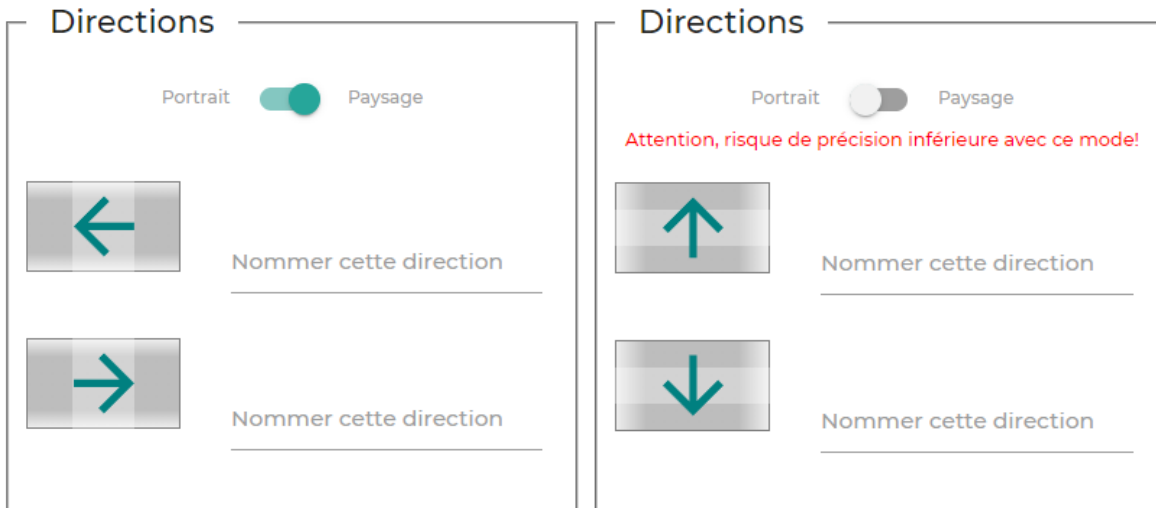 Directions
Portrait Paysage
Nommer cette direction
Nommer cette direction
Directions
Portrait Paysage
Attention, risque de précision inférieure avec ce mode!
Nommer cette direction
Nommer cette direction